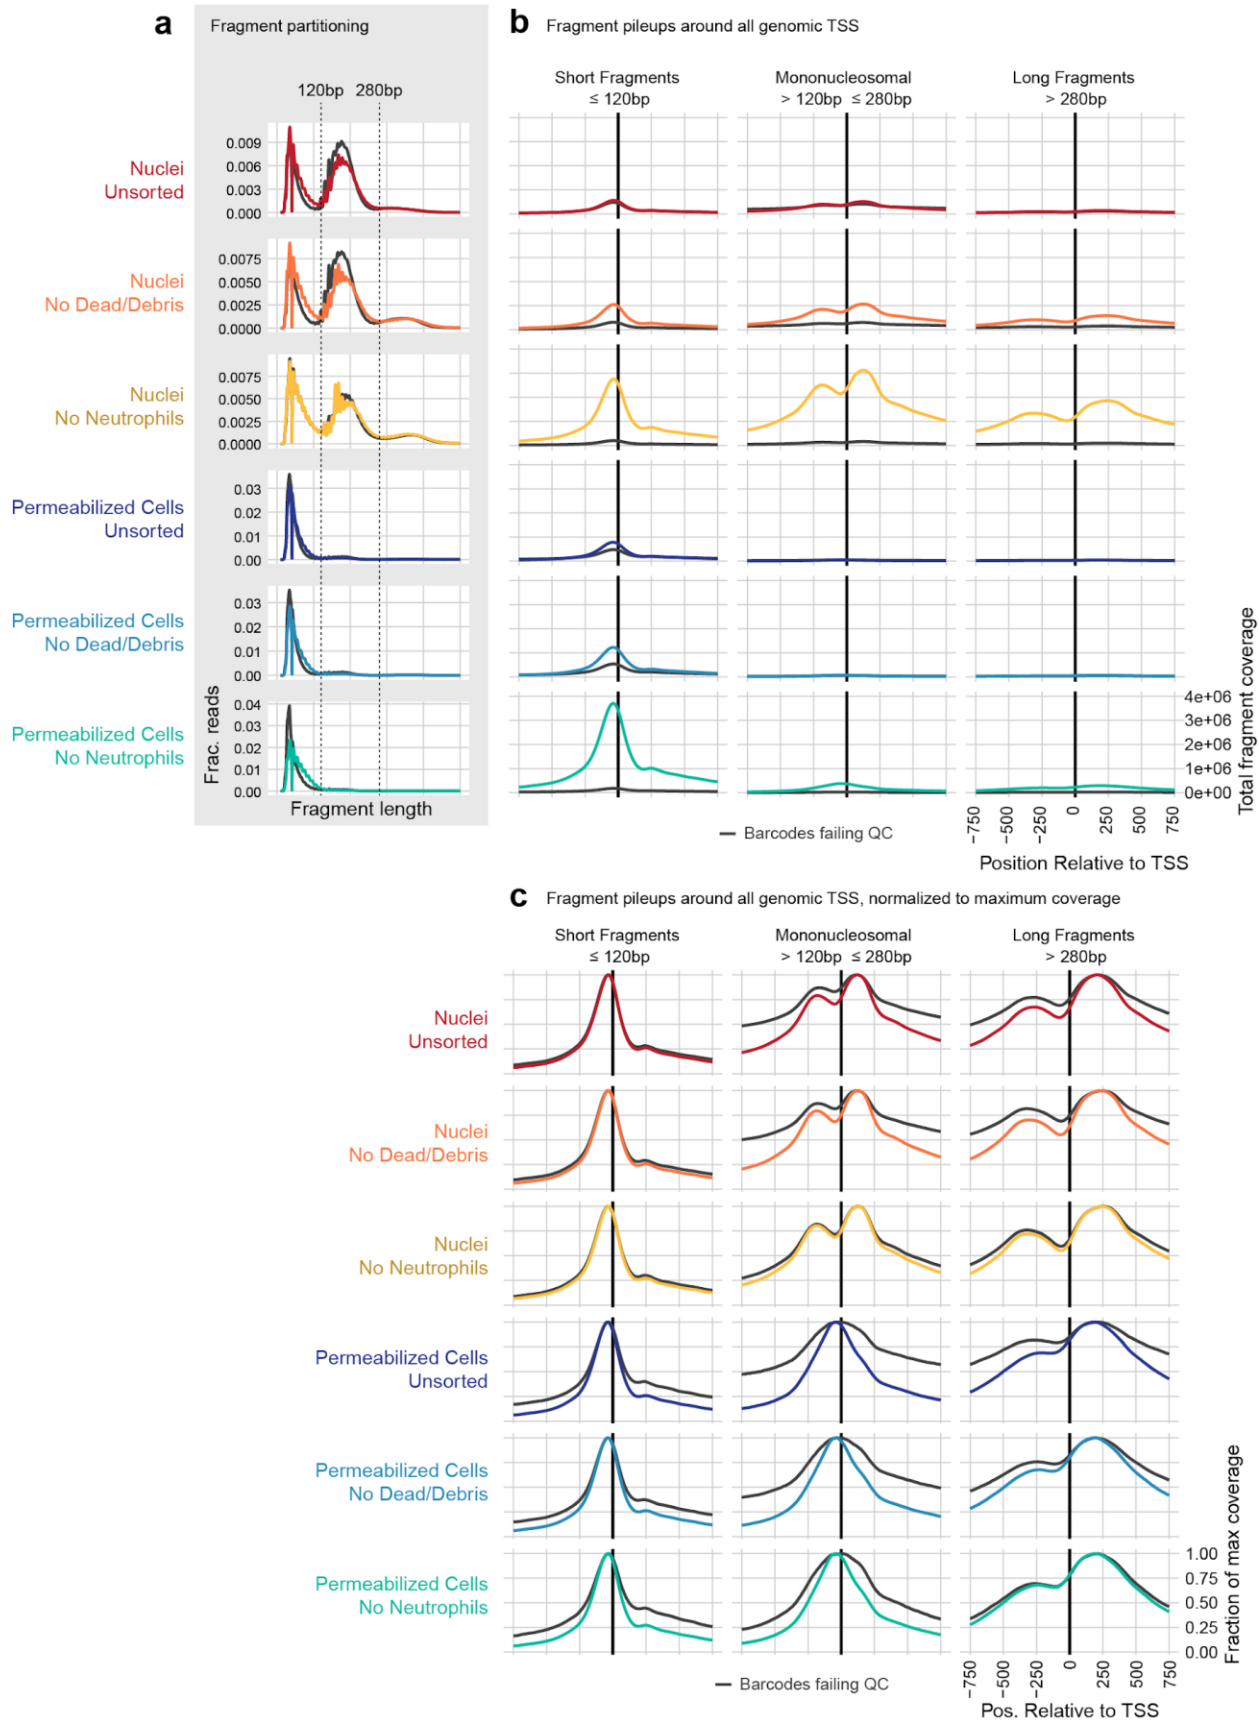 a Fragment partitioning
120bp 280bp
Nuclei
Unsorted
0.009
0.006
0.003
0.000
Nuclei
No Dead/Debris
0.0075
0.0050
0.0025
0.0000
Nuclei
No Neutrophils
0.0075
0.0050
0.0025
0.0000
Permeabilized Cells
Unsorted
0.03
0.02
0.01
0.00
Permeabilized Cells
No Dead/Debris
0.03
0.02
0.01
0.00
Permeabilized Cells
No Neutrophils
0.04
0.03
0.02
0.01
0.00
Frac. reads
Fragment length
b Fragment pileups around all genomic TSS
Short Fragments
≤ 120bp
Mononucleosomal
> 120bp ≤ 280bp
Long Fragments
> 280bp
4e+06
3e+06
2e+06
1e+06
0e+00
Total fragment coverage
−750 −500 −250 0 250 500 750
Position Relative to TSS
Barcodes failing QC
c Fragment pileups around all genomic TSS, normalized to maximum coverage
Short Fragments
≤ 120bp
Mononucleosomal
> 120bp ≤ 280bp
Long Fragments
> 280bp
Nuclei
Unsorted
Nuclei
No Dead/Debris
Nuclei
No Neutrophils
Permeabilized Cells
Unsorted
Permeabilized Cells
No Dead/Debris
Permeabilized Cells
No Neutrophils
1.00
0.75
0.50
0.25
0.00
Fraction of max coverage
−750 −500 −250 0 250 500 750
Pos. Relative to TSS
Barcodes failing QC